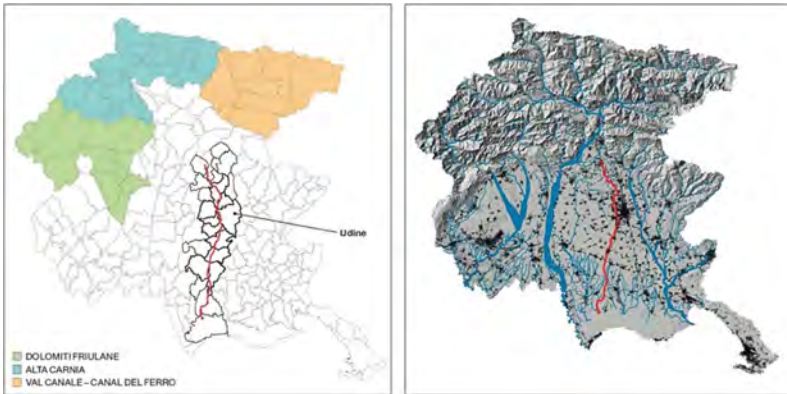 Udine
DOLOMITI FRIULANE
ALTA CARNIA
VAL CANALE – CANAL DEL FERRO